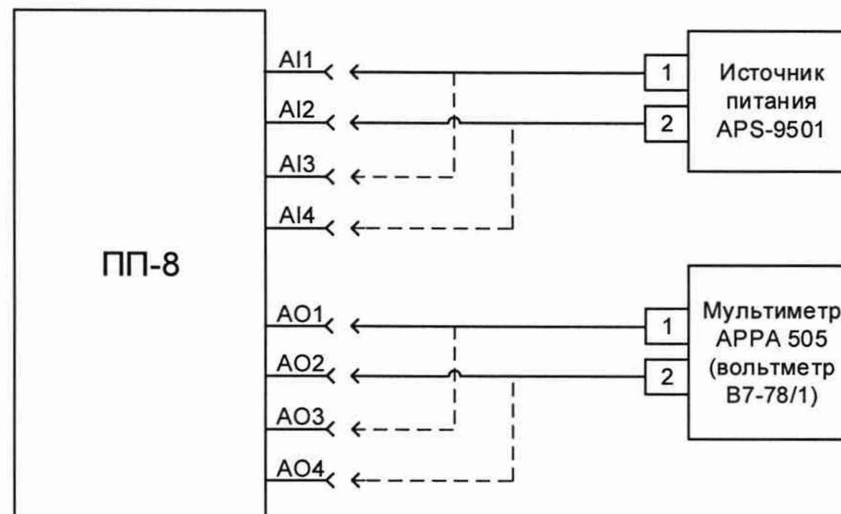 ПП-8
AI1
AI2
AI3
AI4
AO1
AO2
AO3
AO4
1
2
Источник
питания
APS-9501
1
2
Мультиметр
APPA 505
(вольтметр
В7-78/1)